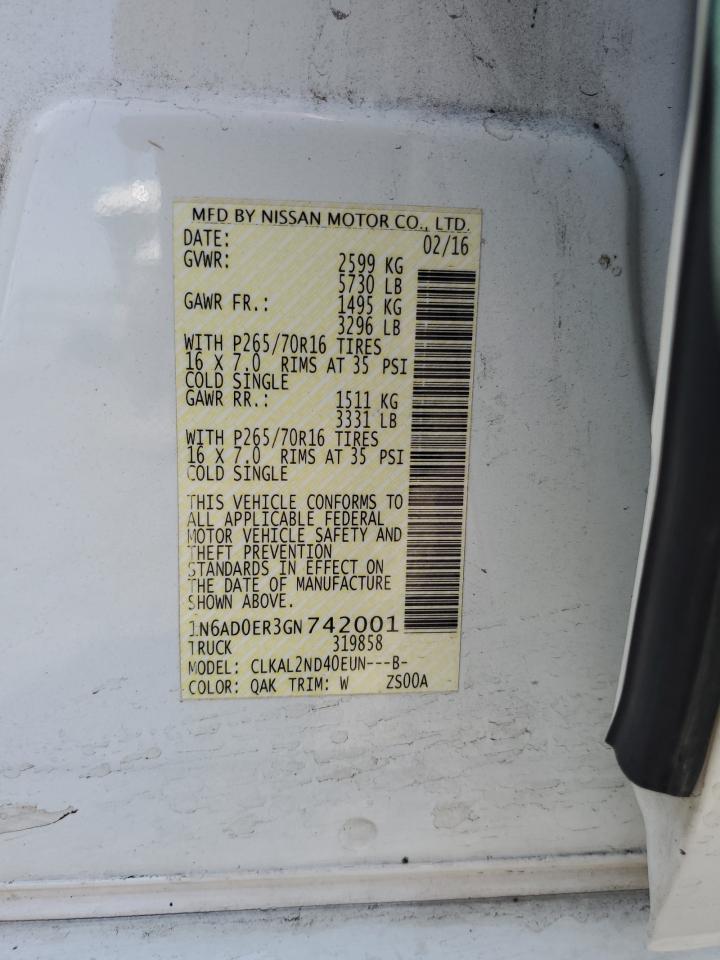 MFD BY NISSAN MOTOR CO., LTD.
DATE: 02/16
GVWR: 2599 KG
5730 LB
GAWR FR.: 1495 KG
3296 LB
WITH P265/70R16 TIRES
16 X 7.0 RIMS AT 35 PSI
COLD SINGLE
GAWR RR.: 1511 KG
3331 LB
WITH P265/70R16 TIRES
16 X 7.0 RIMS AT 35 PSI
COLD SINGLE
THIS VEHICLE CONFORMS TO
ALL APPLICABLE FEDERAL
MOTOR VEHICLE SAFETY AND
THEFT PREVENTION
STANDARDS IN EFFECT ON
THE DATE OF MANUFACTURE
SHOWN ABOVE.
1N6AD0ER3GN742001
TRUCK 319858
MODEL: CLKAL2ND40EUN---B-
COLOR: QAK TRIM: W ZS00A